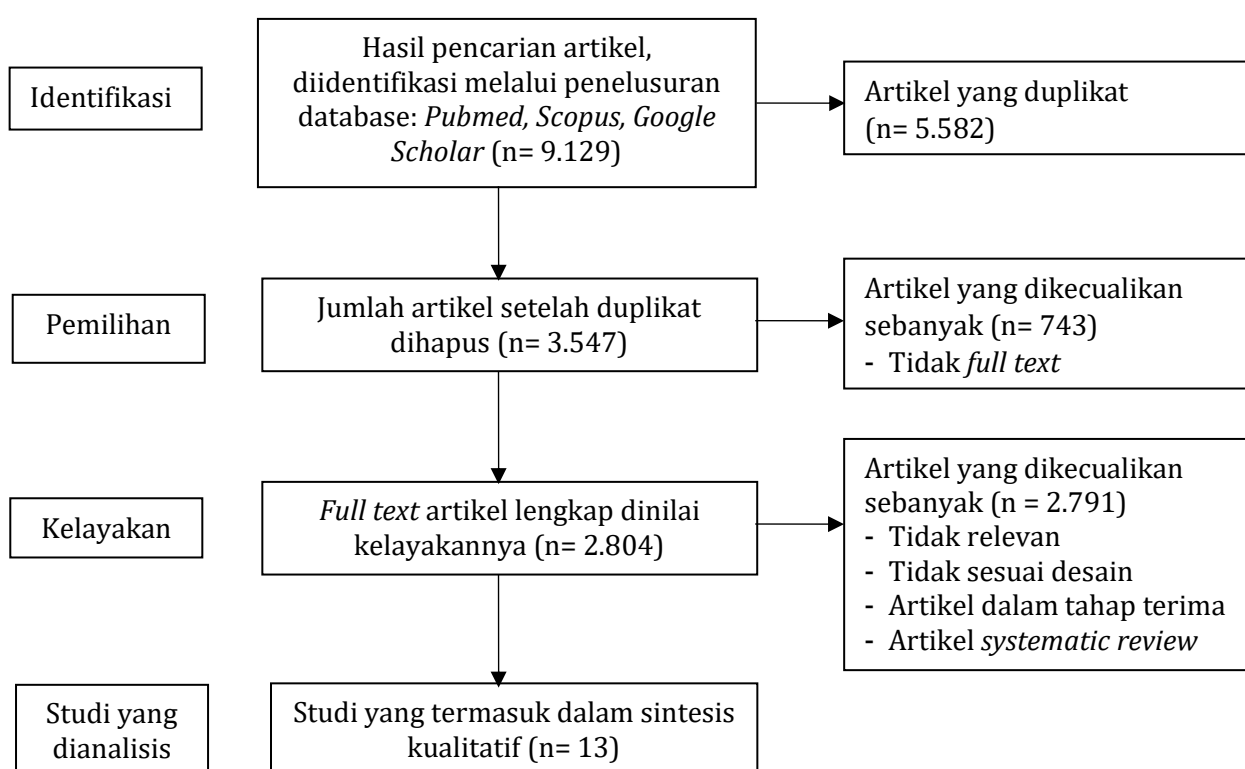 Identifikasi
Hasil pencarian artikel,
diidentifikasi melalui penelusuran
database: Pubmed, Scopus, Google
Scholar (n= 9.129)
Artikel yang duplikat
(n= 5.582)
Pemilihan
Jumlah artikel setelah duplikat
dihapus (n= 3.547)
Artikel yang dikecualikan
sebanyak (n= 743)
- Tidak full text
Kelayakan
Full text artikel lengkap dinilai
kelayakannya (n= 2.804)
Artikel yang dikecualikan
sebanyak (n = 2.791)
- Tidak relevan
- Tidak sesuai desain
- Artikel dalam tahap terima
- Artikel systematic review
Studi yang
dianalisis
Studi yang termasuk dalam sintesis
kualitatif (n= 13)